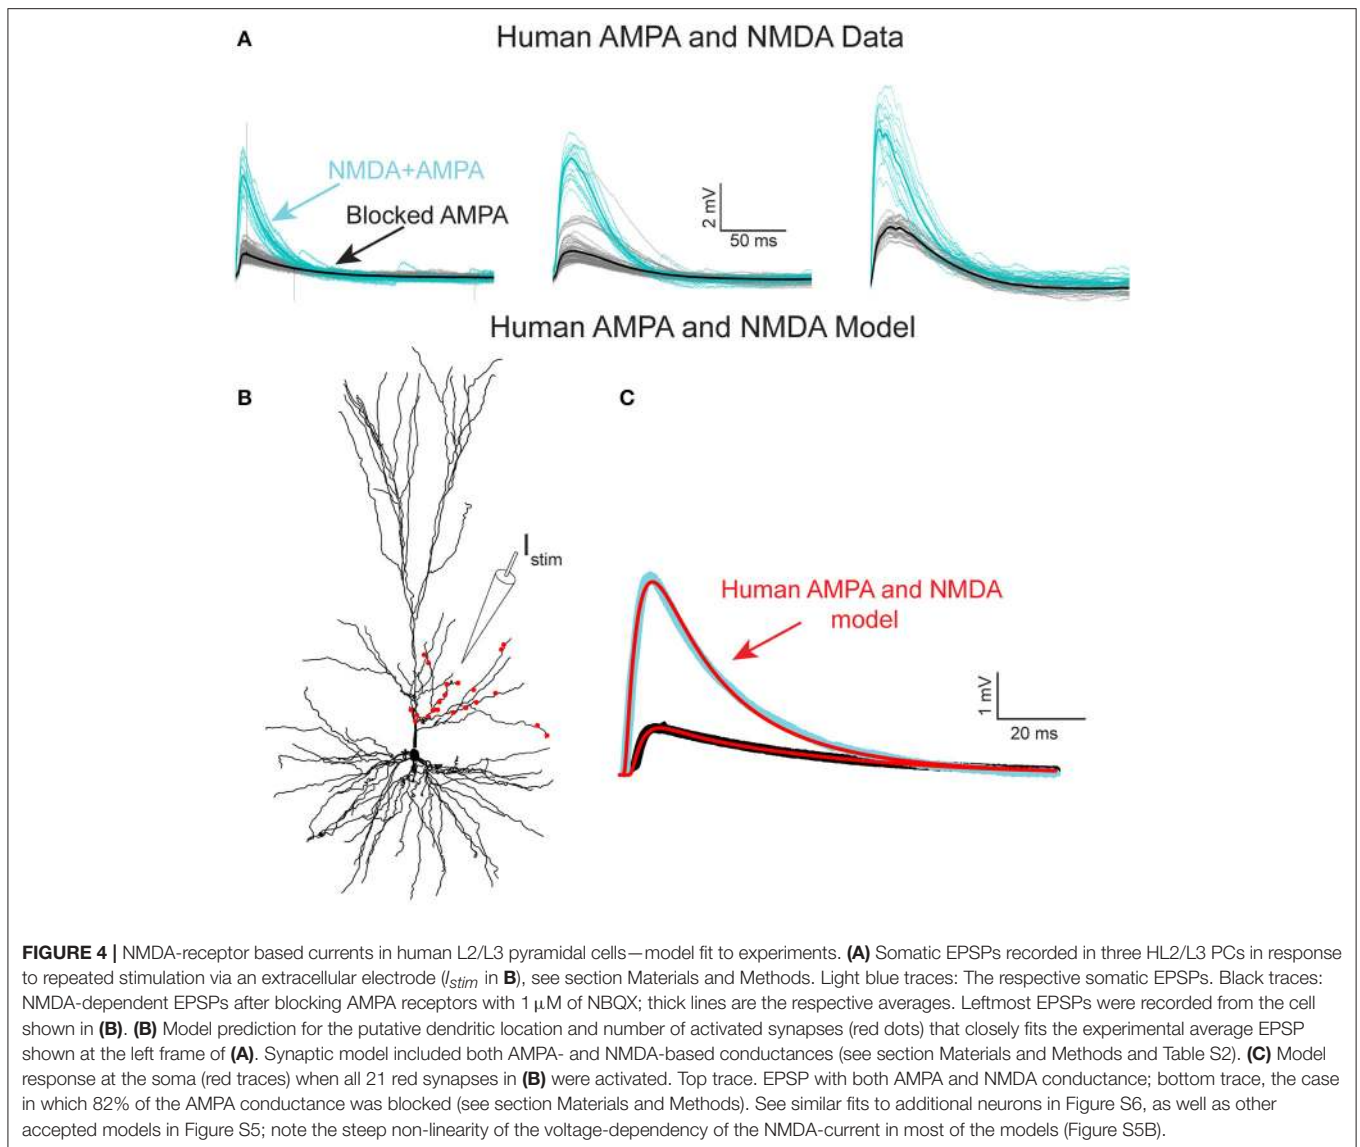 A
Human AMPA and NMDA Data
NMDA+AMPA
Blocked AMPA
2 mV
50 ms
Human AMPA and NMDA Model
B
C
Istim
Human AMPA and NMDA
model
1 mV
20 ms
FIGURE 4 | NMDA-receptor based currents in human L2/L3 pyramidal cells—model fit to experiments. (A) Somatic EPSPs recorded in three HL2/L3 PCs in response
to repeated stimulation via an extracellular electrode (Istim in B), see section Materials and Methods. Light blue traces: The respective somatic EPSPs. Black traces:
NMDA-dependent EPSPs after blocking AMPA receptors with 1 μM of NBQX; thick lines are the respective averages. Leftmost EPSPs were recorded from the cell
shown in (B). (B) Model prediction for the putative dendritic location and number of activated synapses (red dots) that closely fits the experimental average EPSP
shown at the left frame of (A). Synaptic model included both AMPA- and NMDA-based conductances (see section Materials and Methods and Table S2). (C) Model
response at the soma (red traces) when all 21 red synapses in (B) were activated. Top trace. EPSP with both AMPA and NMDA conductance; bottom trace, the case
in which 82% of the AMPA conductance was blocked (see section Materials and Methods). See similar fits to additional neurons in Figure S6, as well as other
accepted models in Figure S5; note the steep non-linearity of the voltage-dependency of the NMDA-current in most of the models (Figure S5B).